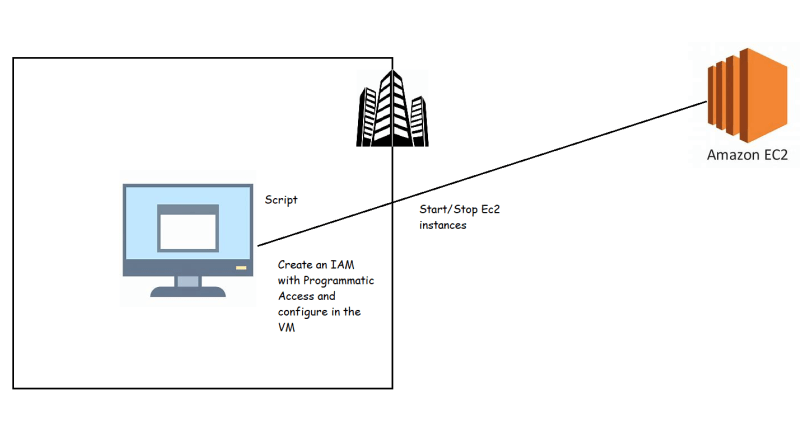 Amazon EC2
Script
Start/Stop Ec2
instances
Create an IAM
with Programmatic
Access and
configure in the
VM